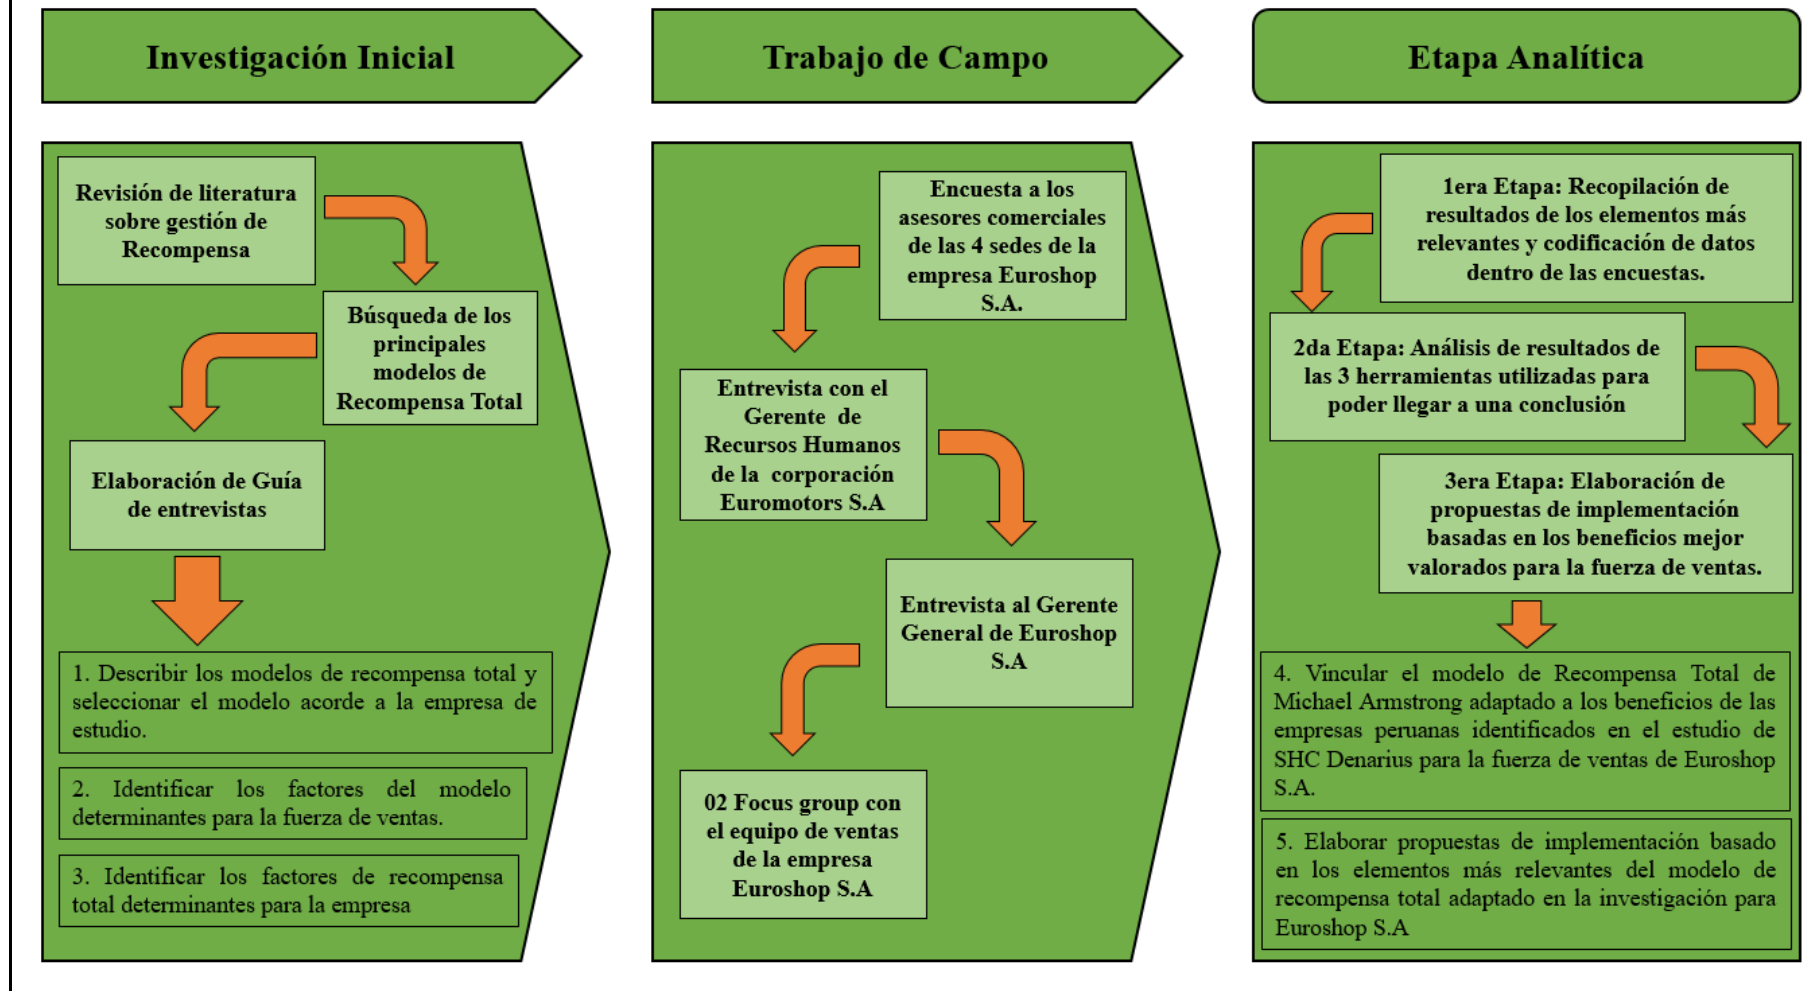 Investigación Inicial
Revisión de literatura
sobre gestión de
Recompensa
Búsqueda de los
principales
modelos de
Recompensa Total
Elaboración de Guía
de entrevistas
1. Describir los modelos de recompensa total y
seleccionar el modelo acorde a la empresa de
estudio.
2. Identificar los factores del modelo
determinantes para la fuerza de ventas.
3. Identificar los factores de recompensa
total determinantes para la empresa
Trabajo de Campo
Encuesta a los
asesores comerciales
de las 4 sedes de la
empresa Euroshop
S.A.
Entrevista con el
Gerente de
Recursos Humanos
de la corporación
Euromotors S.A
Entrevista al Gerente
General de Euroshop
S.A
02 Focus group con
el equipo de ventas
de la empresa
Euroshop S.A
Etapa Analítica
1era Etapa: Recopilación de
resultados de los elementos más
relevantes y codificación de datos
dentro de las encuestas.
2da Etapa: Análisis de resultados de
las 3 herramientas utilizadas para
poder llegar a una conclusión
3era Etapa: Elaboración de
propuestas de implementación
basadas en los beneficios mejor
valorados para la fuerza de ventas.
4. Vincular el modelo de Recompensa Total de
Michael Armstrong adaptado a los beneficios de las
empresas peruanas identificados en el estudio de
SHC Denarius para la fuerza de ventas de Euroshop
S.A.
5. Elaborar propuestas de implementación basado
en los elementos más relevantes del modelo de
recompensa total adaptado en la investigación para
Euroshop S.A